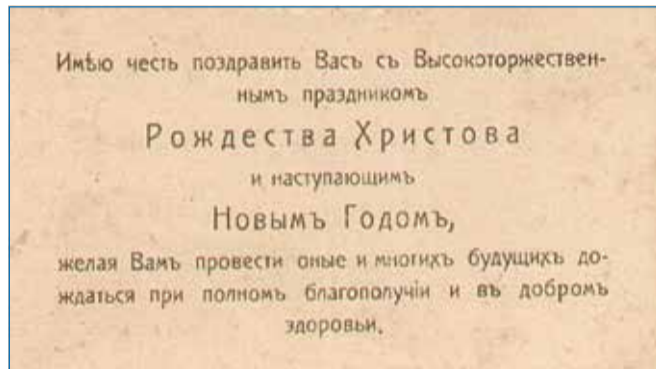 Имѣю честь поздравить Васъ съ Высокоторжествен-
нымъ праздникомъ
Рождества Христова
и наступающимъ
Новымъ Годомъ,
желая Вамъ провести оные и многихъ будущихъ до-
ждаться при полномъ благополучіи и въ добромъ
здоровьи.